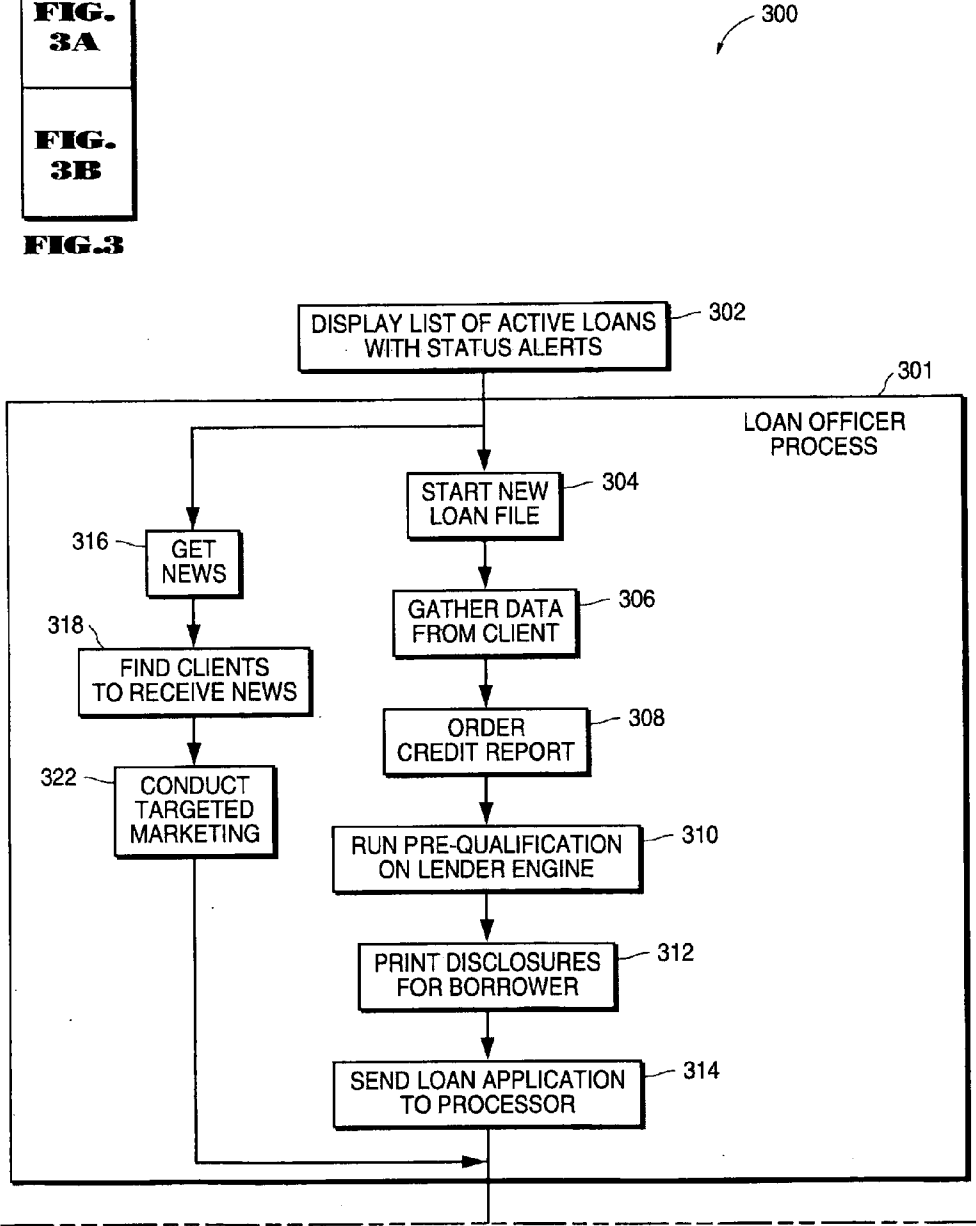 FIG.
3A
FIG.
3B
FIG.3
300
DISPLAY LIST OF ACTIVE LOANS
WITH STATUS ALERTS
302
301
LOAN OFFICER
PROCESS
START NEW
LOAN FILE
304
316
GET
NEWS
GATHER DATA
FROM CLIENT
306
318
FIND CLIENTS
TO RECEIVE NEWS
ORDER
CREDIT REPORT
308
322
CONDUCT
TARGETED
MARKETING
RUN PRE-QUALIFICATION
ON LENDER ENGINE
310
PRINT DISCLOSURES
FOR BORROWER
312
SEND LOAN APPLICATION
TO PROCESSOR
314